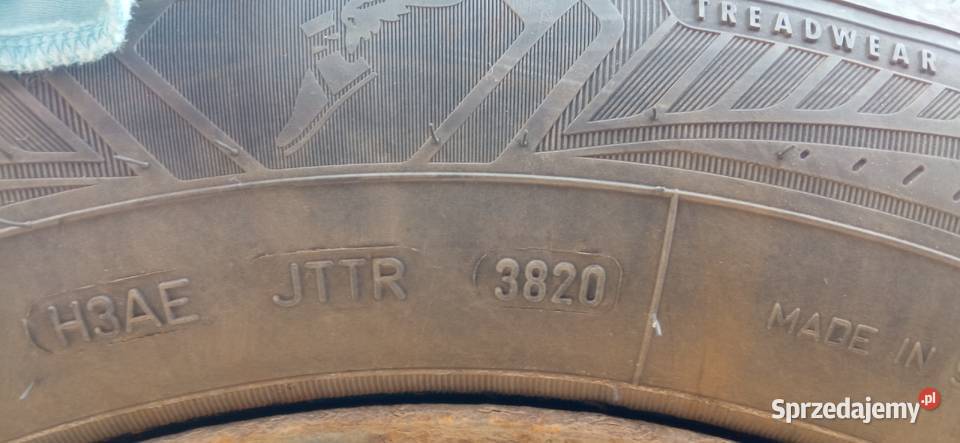 TREADWEAR
H3AE JTTR 3820
MADE IN
Sprzedajemy.pl